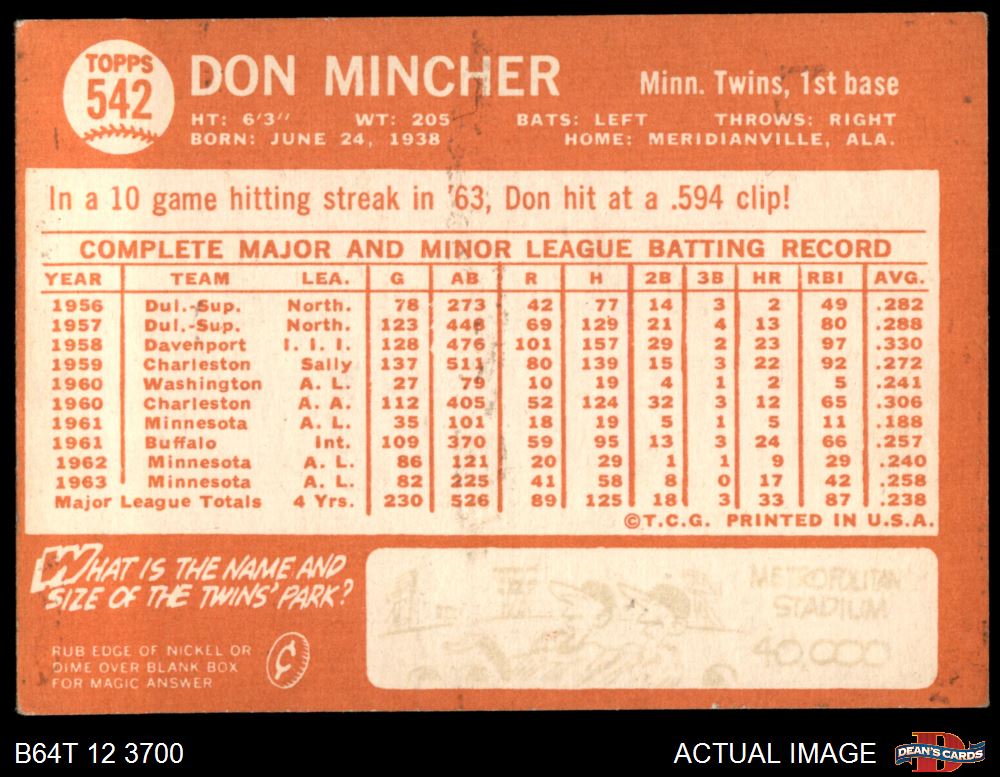 TOPPS
542
DON MINCHER
Minn. Twins, 1st base
HT: 6'3" WT: 205 BATS: LEFT THROWS: RIGHT
BORN: JUNE 24, 1938 HOME: MERIDIANVILLE, ALA.
In a 10 game hitting streak in '63, Don hit at a .594 clip!
COMPLETE MAJOR AND MINOR LEAGUE BATTING RECORD
YEAR TEAM LEA. G AB R H 2B 3B HR RBI AVG.
1956 Dul.-Sup. North. 78 273 42 77 14 3 2 49 .282
1957 Dul.-Sup. North. 123 448 69 129 21 4 13 80 .288
1958 Davenport I. I. I. 128 476 101 157 29 2 23 97 .330
1959 Charleston Sally 137 511 80 139 15 3 22 92 .272
1960 Washington A. L. 27 79 10 19 4 1 2 5 .241
1960 Charleston A. A. 112 405 52 124 32 3 12 65 .306
1961 Minnesota A. L. 35 101 18 19 5 1 5 11 .188
1961 Buffalo Int. 109 370 59 95 13 3 24 66 .257
1962 Minnesota A. L. 86 121 20 29 1 1 9 29 .240
1963 Minnesota A. L. 82 225 41 58 8 0 17 42 .258
Major League Totals 4 Yrs. 230 526 89 125 18 3 33 87 .238
©T.C.G. PRINTED IN U.S.A.
WHAT IS THE NAME AND
SIZE OF THE TWINS' PARK?
RUB EDGE OF NICKEL OR
DIME OVER BLANK BOX
FOR MAGIC ANSWER
METROPOLITAN
STADIUM
40,000
B64T 12 3700
ACTUAL IMAGE
DEAN'S CARDS